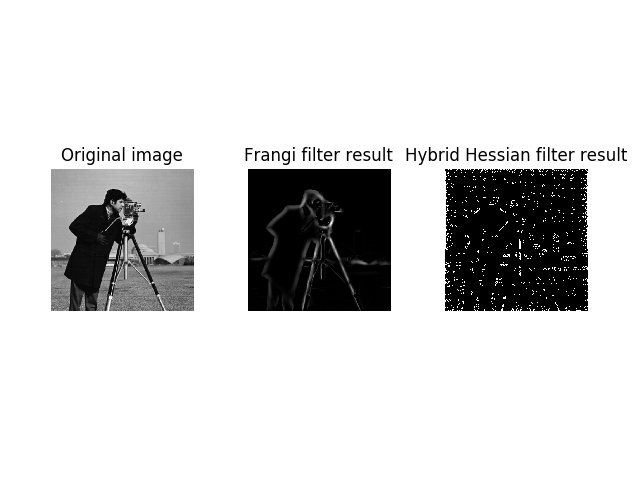 Original image
Frangi filter result
Hybrid Hessian filter result